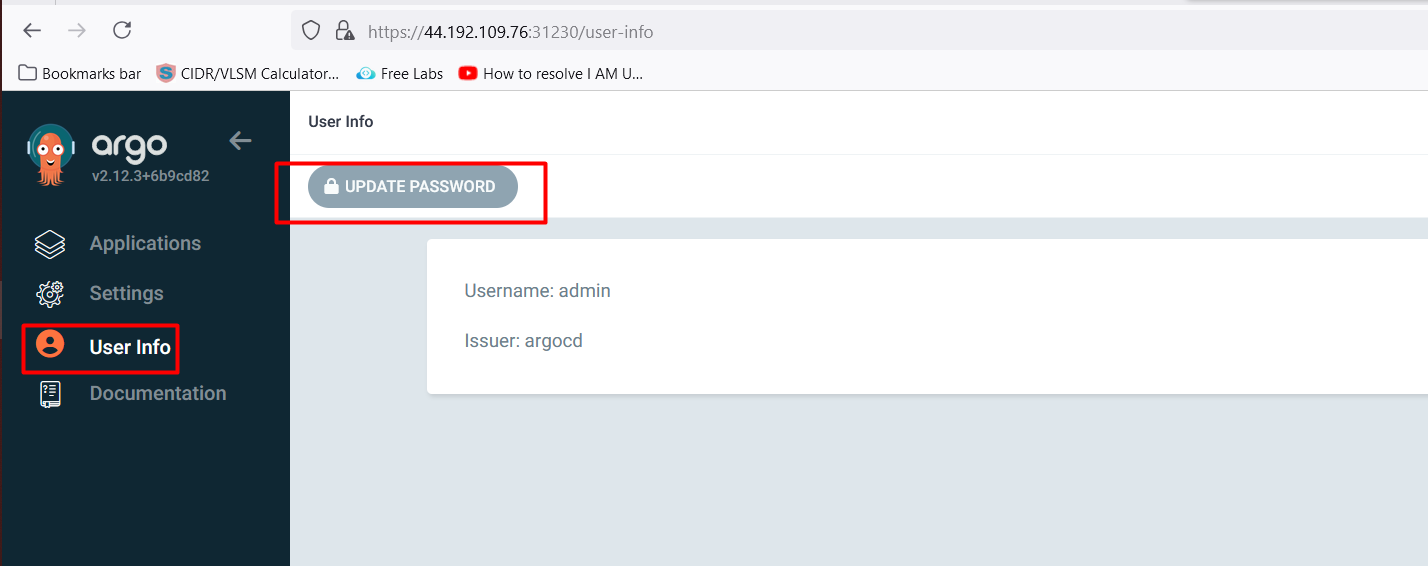 https://44.192.109.76:31230/user-info
Bookmarks bar CIDR/VLSM Calculator... Free Labs How to resolve I AM U...
argo
v2.12.3+6b9cd82
Applications
Settings
User Info
Documentation
User Info
UPDATE PASSWORD
Username: admin
Issuer: argocd